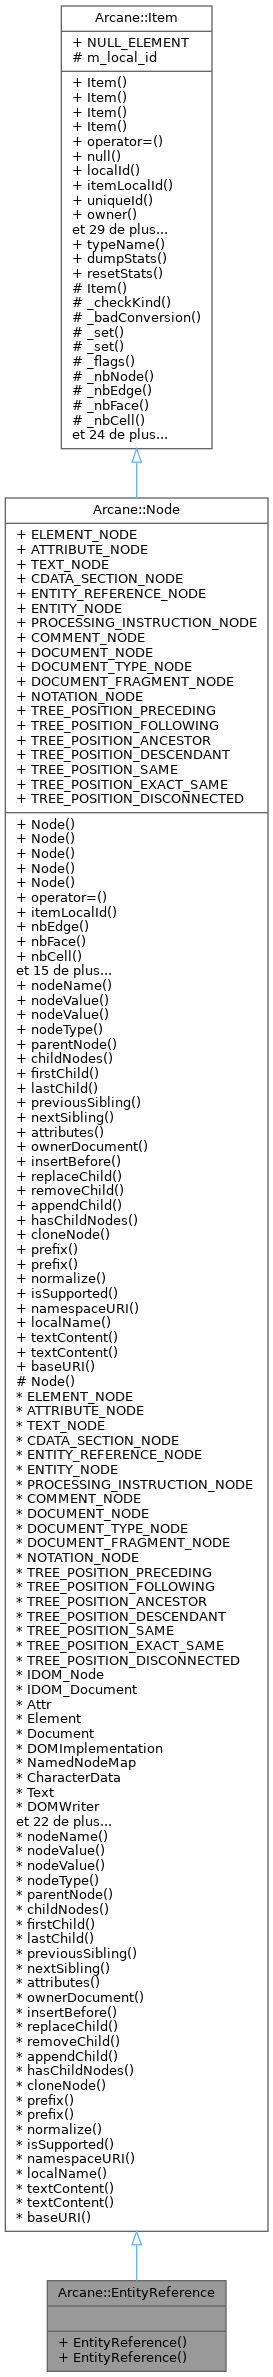 Arcane::Item
+ NULL_ELEMENT
# m_local_id
+ Item()
+ Item()
+ Item()
+ Item()
+ operator=()
+ null()
+ localId()
+ itemLocalId()
+ uniqueId()
+ owner()
et 29 de plus...
+ typeName()
+ dumpStats()
+ resetStats()
# Item()
# _checkKind()
# _badConversion()
# _set()
# _set()
# _flags()
# _nbNode()
# _nbEdge()
# _nbFace()
# _nbCell()
et 24 de plus...
Arcane::Node
+ ELEMENT_NODE
+ ATTRIBUTE_NODE
+ TEXT_NODE
+ CDATA_SECTION_NODE
+ ENTITY_REFERENCE_NODE
+ ENTITY_NODE
+ PROCESSING_INSTRUCTION_NODE
+ COMMENT_NODE
+ DOCUMENT_NODE
+ DOCUMENT_TYPE_NODE
+ DOCUMENT_FRAGMENT_NODE
+ NOTATION_NODE
+ TREE_POSITION_PRECEDING
+ TREE_POSITION_FOLLOWING
+ TREE_POSITION_ANCESTOR
+ TREE_POSITION_DESCENDANT
+ TREE_POSITION_SAME
+ TREE_POSITION_EXACT_SAME
+ TREE_POSITION_DISCONNECTED
+ Node()
+ Node()
+ Node()
+ Node()
+ Node()
+ operator=()
+ itemLocalId()
+ nbEdge()
+ nbFace()
+ nbCell()
et 15 de plus...
+ nodeName()
+ nodeValue()
+ nodeValue()
+ nodeType()
+ parentNode()
+ childNodes()
+ firstChild()
+ lastChild()
+ previousSibling()
+ nextSibling()
+ attributes()
+ ownerDocument()
+ insertBefore()
+ replaceChild()
+ removeChild()
+ appendChild()
+ hasChildNodes()
+ cloneNode()
+ prefix()
+ prefix()
+ normalize()
+ isSupported()
+ namespaceURI()
+ localName()
+ textContent()
+ textContent()
+ baseURI()
# Node()
* ELEMENT_NODE
* ATTRIBUTE_NODE
* TEXT_NODE
* CDATA_SECTION_NODE
* ENTITY_REFERENCE_NODE
* ENTITY_NODE
* PROCESSING_INSTRUCTION_NODE
* COMMENT_NODE
* DOCUMENT_NODE
* DOCUMENT_TYPE_NODE
* DOCUMENT_FRAGMENT_NODE
* NOTATION_NODE
* TREE_POSITION_PRECEDING
* TREE_POSITION_FOLLOWING
* TREE_POSITION_ANCESTOR
* TREE_POSITION_DESCENDANT
* TREE_POSITION_SAME
* TREE_POSITION_EXACT_SAME
* TREE_POSITION_DISCONNECTED
* IDOM_Node
* IDOM_Document
* Attr
* Element
* Document
* DOMImplementation
* NamedNodeMap
* CharacterData
* Text
* DOMWriter
et 22 de plus...
* nodeName()
* nodeValue()
* nodeValue()
* nodeType()
* parentNode()
* childNodes()
* firstChild()
* lastChild()
* previousSibling()
* nextSibling()
* attributes()
* ownerDocument()
* insertBefore()
* replaceChild()
* removeChild()
* appendChild()
* hasChildNodes()
* cloneNode()
* prefix()
* prefix()
* normalize()
* isSupported()
* namespaceURI()
* localName()
* textContent()
* textContent()
* baseURI()
Arcane::EntityReference
+ EntityReference()
+ EntityReference()